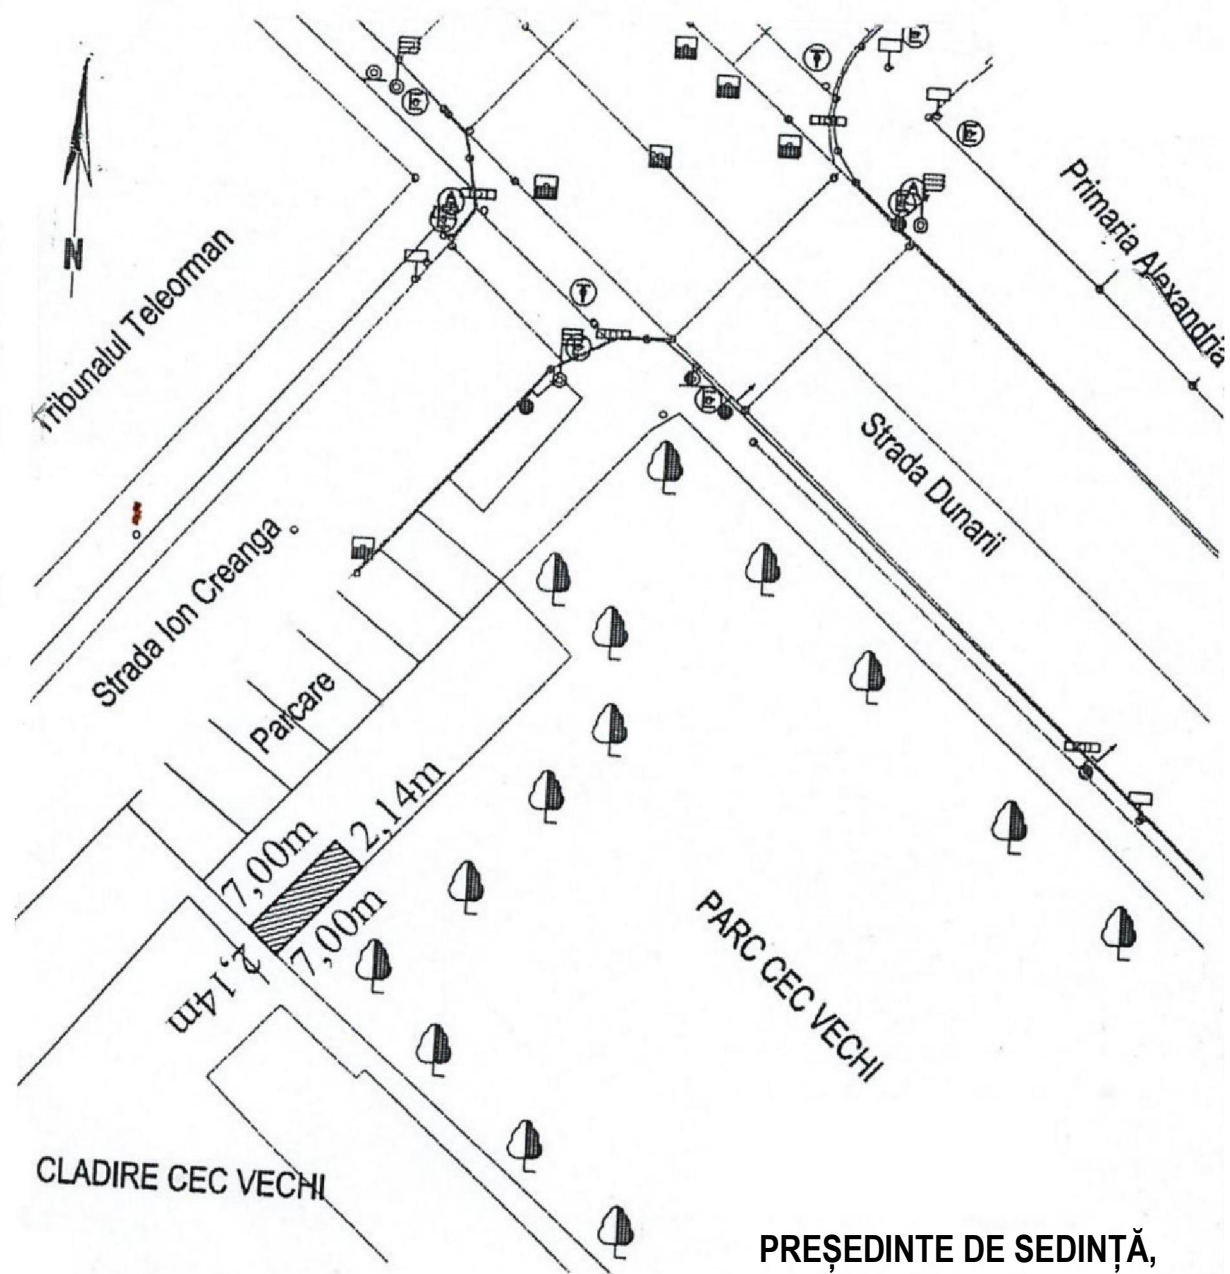 N
Tribunalul Teleorman
Primaria Alexandria
Strada Dunarii
Strada Ion Creanga
Parcare
7,00m
2,14m
7,00m
2,14m
PARC CEC VECHI
CLADIRE CEC VECHI
PREȘEDINTE DE SEDINȚĂ,